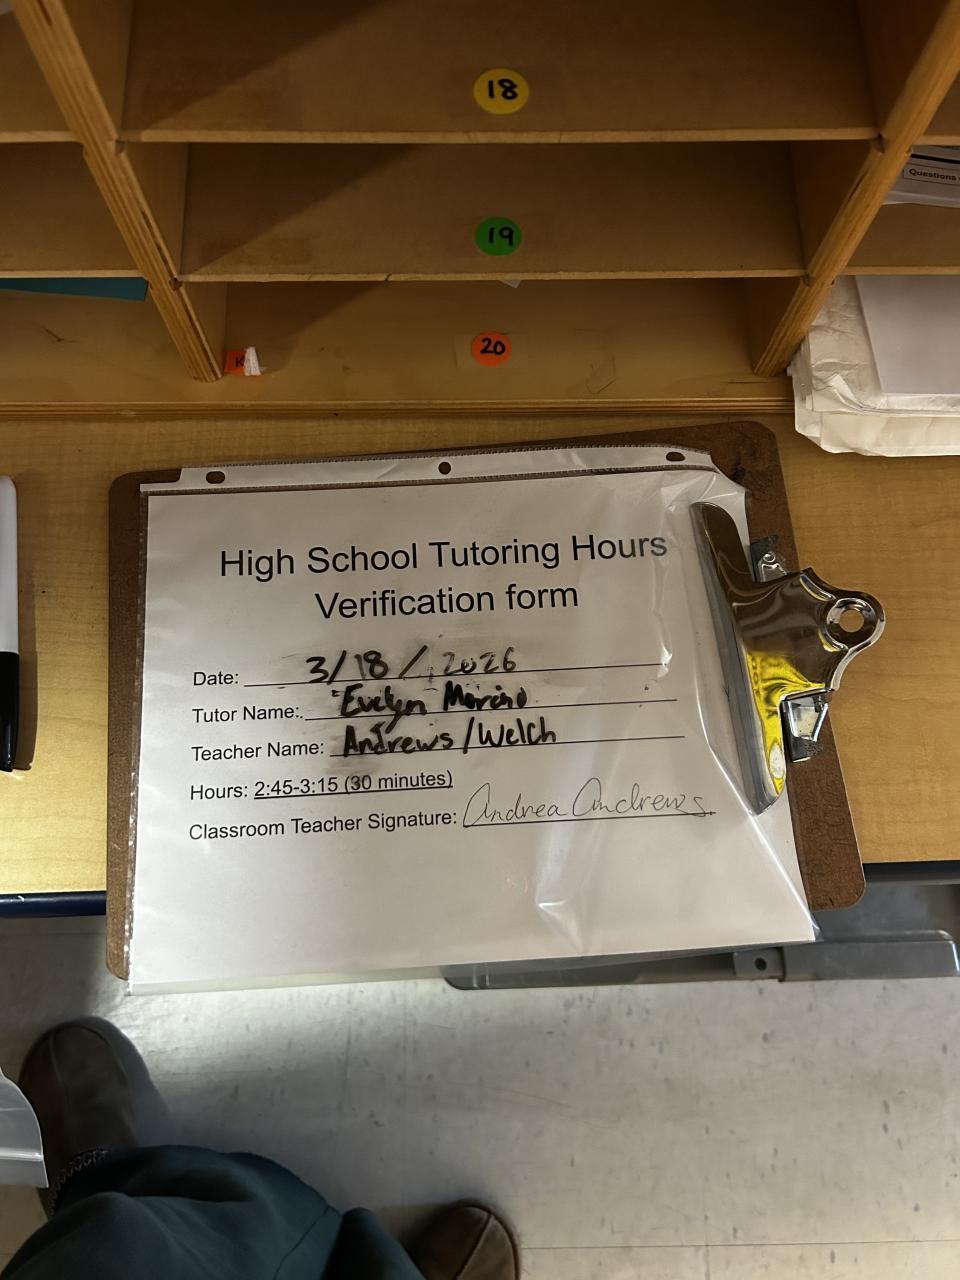 18
19
20
K
Questions
High School Tutoring Hours
Verification form
Date: 3/18/2026
Tutor Name: Evelyn Moreno
Teacher Name: Andrews/Welch
Hours: 2:45-3:15 (30 minutes)
Classroom Teacher Signature: Andrea Andrews